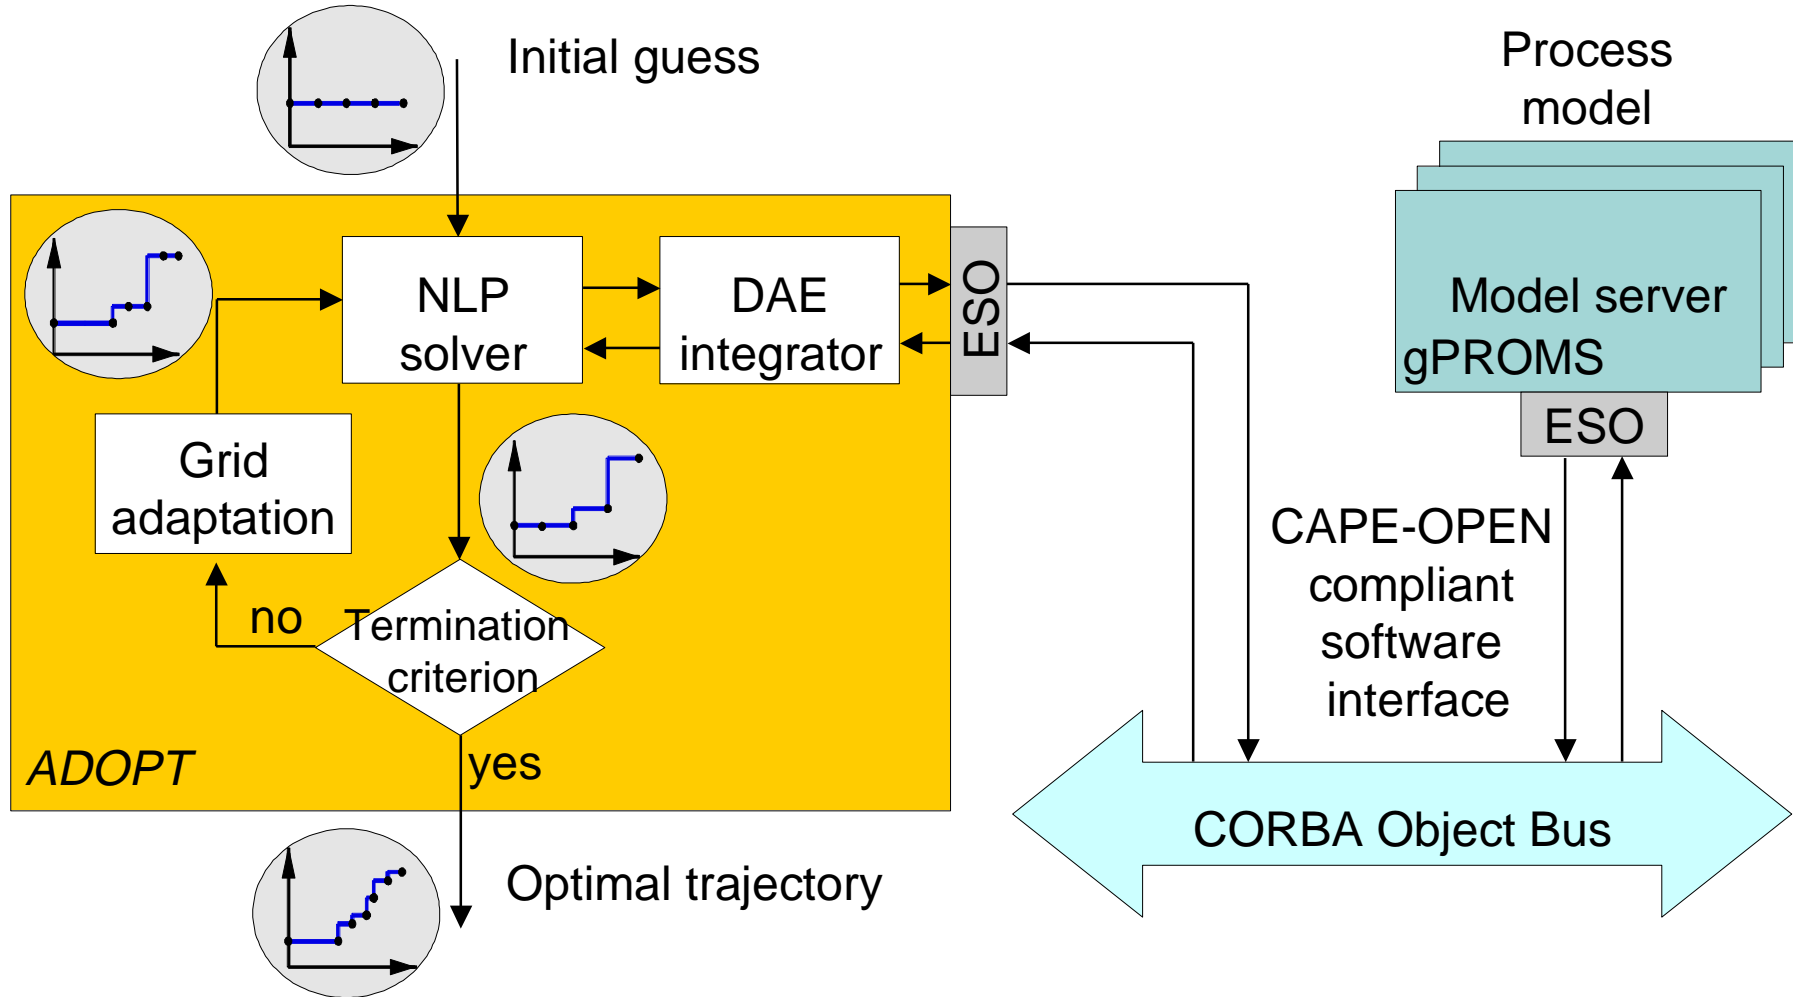 Initial guess
Process
model
NLP
solver
DAE
integrator
ESO
Model server
gPROMS
ESO
Grid
adaptation
no
Termination
criterion
yes
ADOPT
CAPE-OPEN
compliant
software
interface
CORBA Object Bus
Optimal trajectory